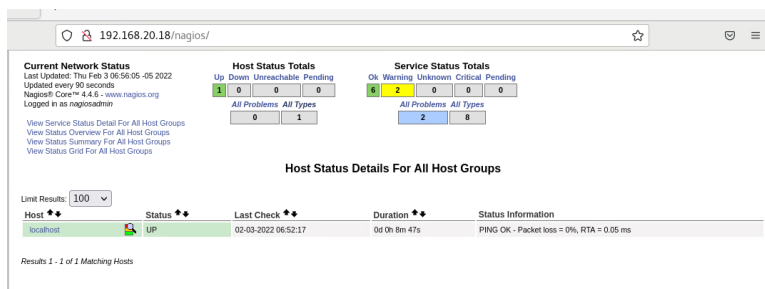 192.168.20.18/nagios/
Current Network Status
Last Updated: Thu Feb 3 06:56:05 -05 2022
Updated every 90 seconds
Nagios® Core™ 4.4.6 - www.nagios.org
Logged in as nagiosadmin
View Service Status Detail For All Host Groups
View Status Overview For All Host Groups
View Status Summary For All Host Groups
View Status Grid For All Host Groups
Host Status Totals
Up Down Unreachable Pending
1 0 0 0
All Problems All Types
0 1
Service Status Totals
Ok Warning Unknown Critical Pending
6 2 0 0 0
All Problems All Types
2 8
Host Status Details For All Host Groups
Limit Results: 100
Host Status Last Check Duration Status Information
localhost UP 02-03-2022 06:52:17 0d 0h 8m 47s PING OK - Packet loss = 0%, RTA = 0.05 ms
Results 1 - 1 of 1 Matching Hosts